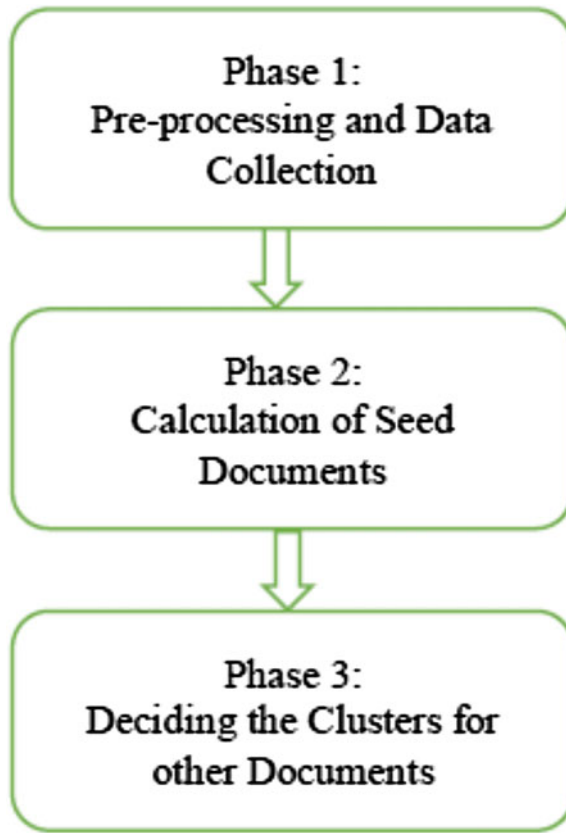 Phase 1:
Pre-processing and Data
Collection
Phase 2:
Calculation of Seed
Documents
Phase 3:
Deciding the Clusters for
other Documents